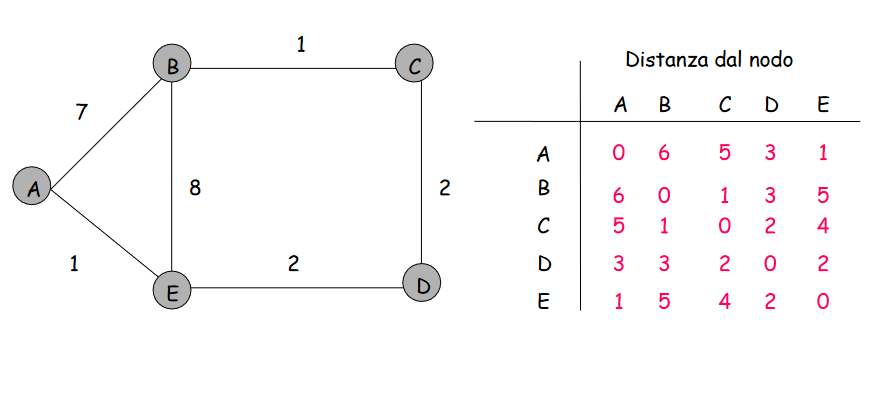 1
B
C
7
A
8
2
1
2
E
D
Distanza dal nodo
A B C D E
A 0 6 5 3 1
B 6 0 1 3 5
C 5 1 0 2 4
D 3 3 2 0 2
E 1 5 4 2 0